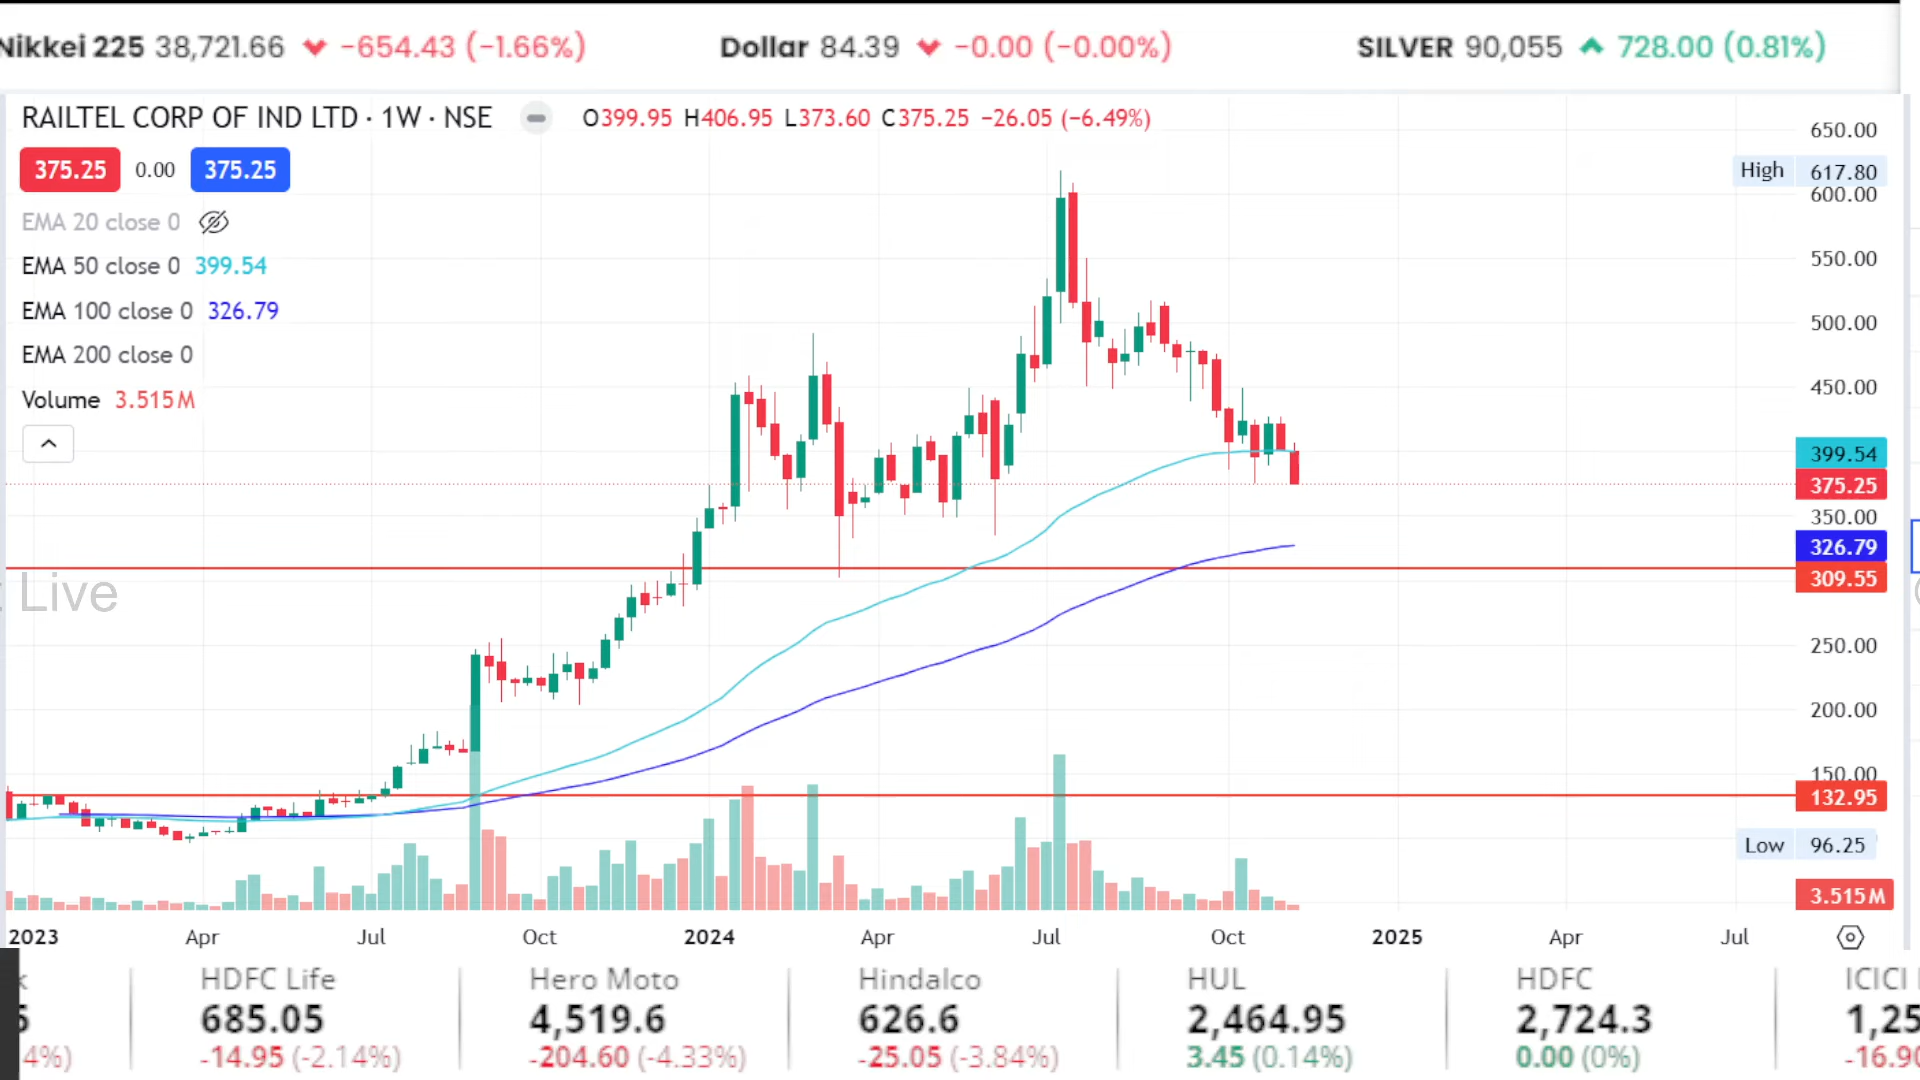 Nikkei 225 38,721.66 -654.43 (-1.66%) Dollar 84.39 -0.00 (-0.00%) SILVER 90,055 728.00 (0.81%)
RAILTEL CORP OF IND LTD · 1W · NSE O399.95 H406.95 L373.60 C375.25 −26.05 (−6.49%)
375.25 0.00 375.25
EMA 20 close 0
EMA 50 close 0 399.54
EMA 100 close 0 326.79
EMA 200 close 0
Volume 3.515 M
650.00
High 617.80
600.00
550.00
500.00
450.00
399.54
375.25
350.00
326.79
309.55
Live
250.00
200.00
150.00
132.95
Low 96.25
3.515 M
2023 Apr Jul Oct 2024 Apr Jul Oct 2025 Apr Jul
HDFC Life Hero Moto Hindalco HUL HDFC ICICI
685.05 4,519.6 626.6 2,464.95 2,724.3 1,25
4%) -14.95 (-2.14%) -204.60 (-4.33%) -25.05 (-3.84%) 3.45 (0.14%) 0.00 (0%) -16.90